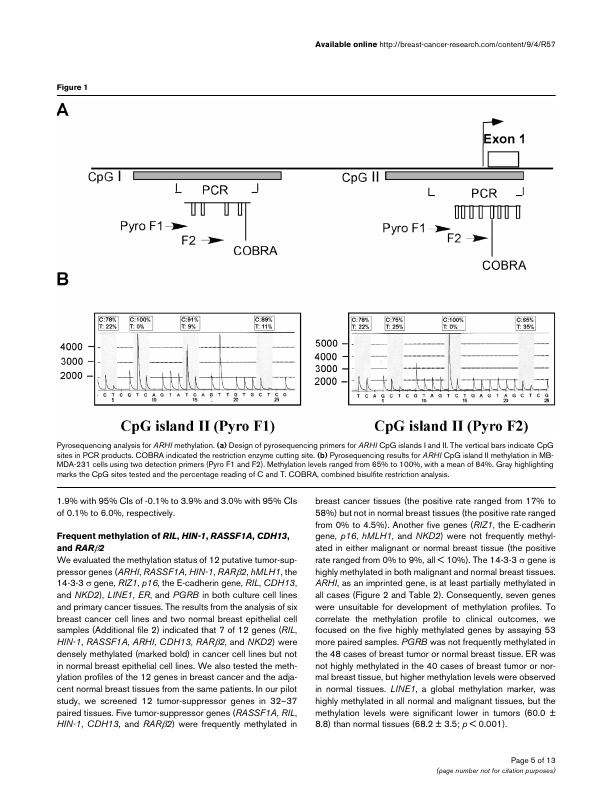 Available online http://breast-cancer-research.com/content/9/4/R57
Figure 1
A
Exon 1
CpG I
CpG II
PCR
PCR
Pyro F1
F2
COBRA
Pyro F1
F2
COBRA
B
C:78%
T: 22%
C:100%
T: 0%
C:91%
T: 9%
C:89%
T: 11%
4000
3000
2000
C T C G T C A G T A T C A G T T G T G C T C G
5 10 15 20 25
CpG island II (Pyro F1)
C:78%
T: 22%
C:75%
T: 25%
C:100%
T: 0%
C:65%
T: 35%
5000
4000
3000
2000
T C A G C T C G T A G T C T G A G T A G C T C G
5 10 15 20 25
CpG island II (Pyro F2)
Pyrosequencing analysis for ARHI methylation. (a) Design of pyrosequencing primers for ARHI CpG islands I and II. The vertical bars indicate CpG
sites in PCR products. COBRA indicated the restriction enzyme cutting site. (b) Pyrosequencing results for ARHI CpG island II methylation in MB-
MDA-231 cells using two detection primers (Pyro F1 and F2). Methylation levels ranged from 65% to 100%, with a mean of 84%. Gray highlighting
marks the CpG sites tested and the percentage reading of C and T. COBRA, combined bisulfite restriction analysis.
1.9% with 95% CIs of -0.1% to 3.9% and 3.0% with 95% CIs
of 0.1% to 6.0%, respectively.
Frequent methylation of RIL, HIN-1, RASSF1A, CDH13,
and RARβ2
We evaluated the methylation status of 12 putative tumor-sup-
pressor genes (ARHI, RASSF1A, HIN-1, RARβ2, hMLH1, the
14-3-3 σ gene, RIZ1, p16, the E-cadherin gene, RIL, CDH13,
and NKD2), LINE1, ER, and PGRB in both culture cell lines
and primary cancer tissues. The results from the analysis of six
breast cancer cell lines and two normal breast epithelial cell
samples (Additional file 2) indicated that 7 of 12 genes (RIL,
HIN-1, RASSF1A, ARHI, CDH13, RARβ2, and NKD2) were
densely methylated (marked bold) in cancer cell lines but not
in normal breast epithelial cell lines. We also tested the meth-
ylation profiles of the 12 genes in breast cancer and the adja-
cent normal breast tissues from the same patients. In our pilot
study, we screened 12 tumor-suppressor genes in 32–37
paired tissues. Five tumor-suppressor genes (RASSF1A, RIL,
HIN-1, CDH13, and RARβ2) were frequently methylated in
breast cancer tissues (the positive rate ranged from 17% to
58%) but not in normal breast tissues (the positive rate ranged
from 0% to 4.5%). Another five genes (RIZ1, the E-cadherin
gene, p16, hMLH1, and NKD2) were not frequently methyl-
ated in either malignant or normal breast tissue (the positive
rate ranged from 0% to 9%, all < 10%). The 14-3-3 σ gene is
highly methylated in both malignant and normal breast tissues.
ARHI, as an imprinted gene, is at least partially methylated in
all cases (Figure 2 and Table 2). Consequently, seven genes
were unsuitable for development of methylation profiles. To
correlate the methylation profile to clinical outcomes, we
focused on the five highly methylated genes by assaying 53
more paired samples. PGRB was not frequently methylated in
the 48 cases of breast tumor or normal breast tissue. ER was
not highly methylated in the 40 cases of breast tumor or nor-
mal breast tissue, but higher methylation levels were observed
in normal tissues. LINE1, a global methylation marker, was
highly methylated in all normal and malignant tissues, but the
methylation levels were significant lower in tumors (60.0 ±
8.8) than normal tissues (68.2 ± 3.5; p < 0.001).
Page 5 of 13
(page number not for citation purposes)